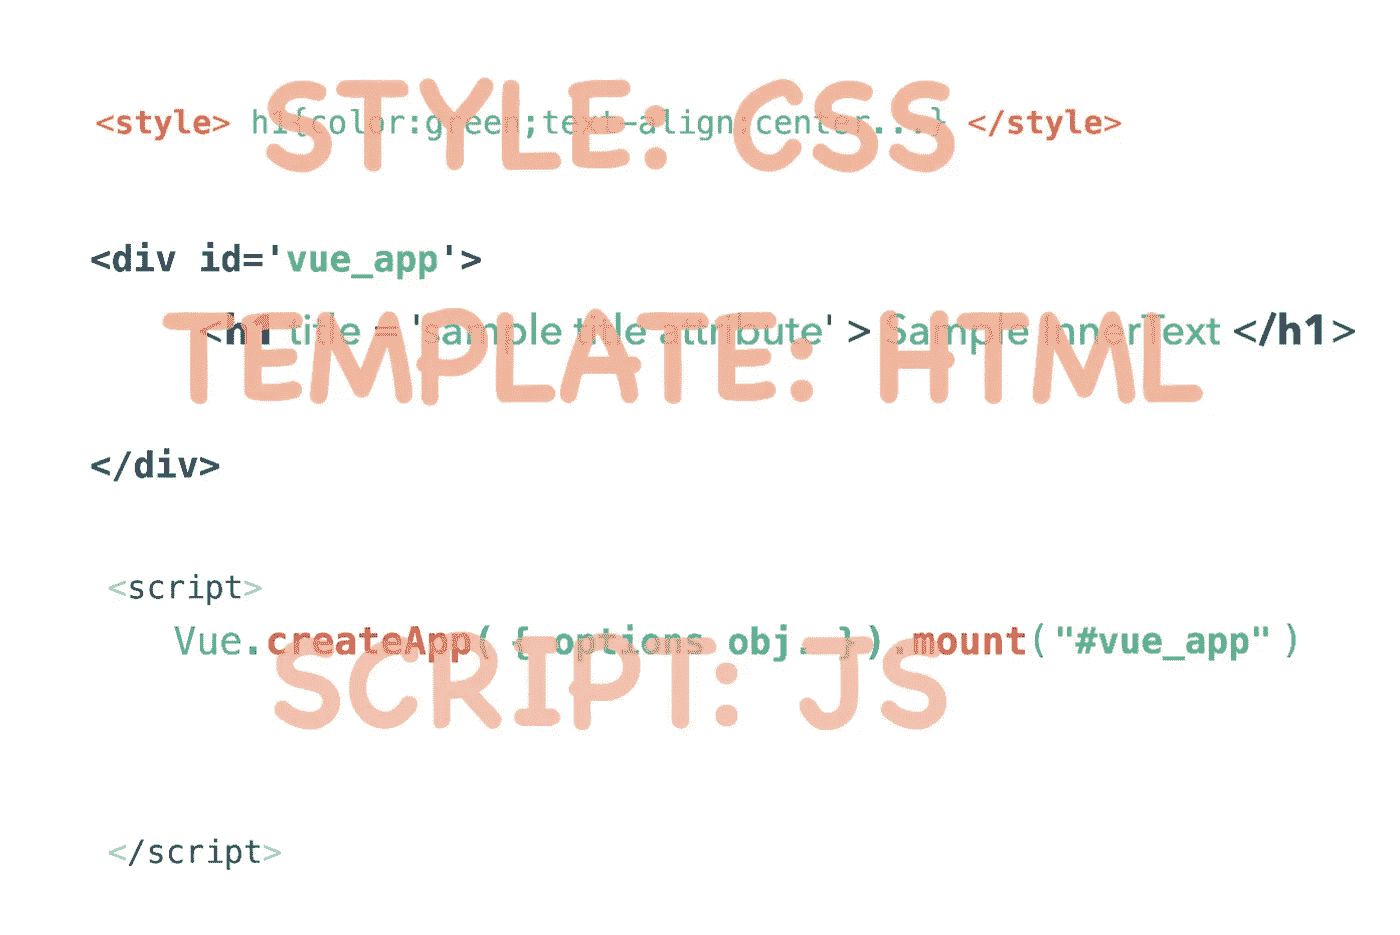 <style> h1{color:green;text-align:center...} </style>
STYLE: CSS
<div id='vue_app'>
<h1 title = 'sample title attribute' > Sample InnerText </h1>
TEMPLATE: HTML
</div>
<script>
Vue.createApp( { options obj. } ).mount("#vue_app" )
SCRIPT: JS
</script>